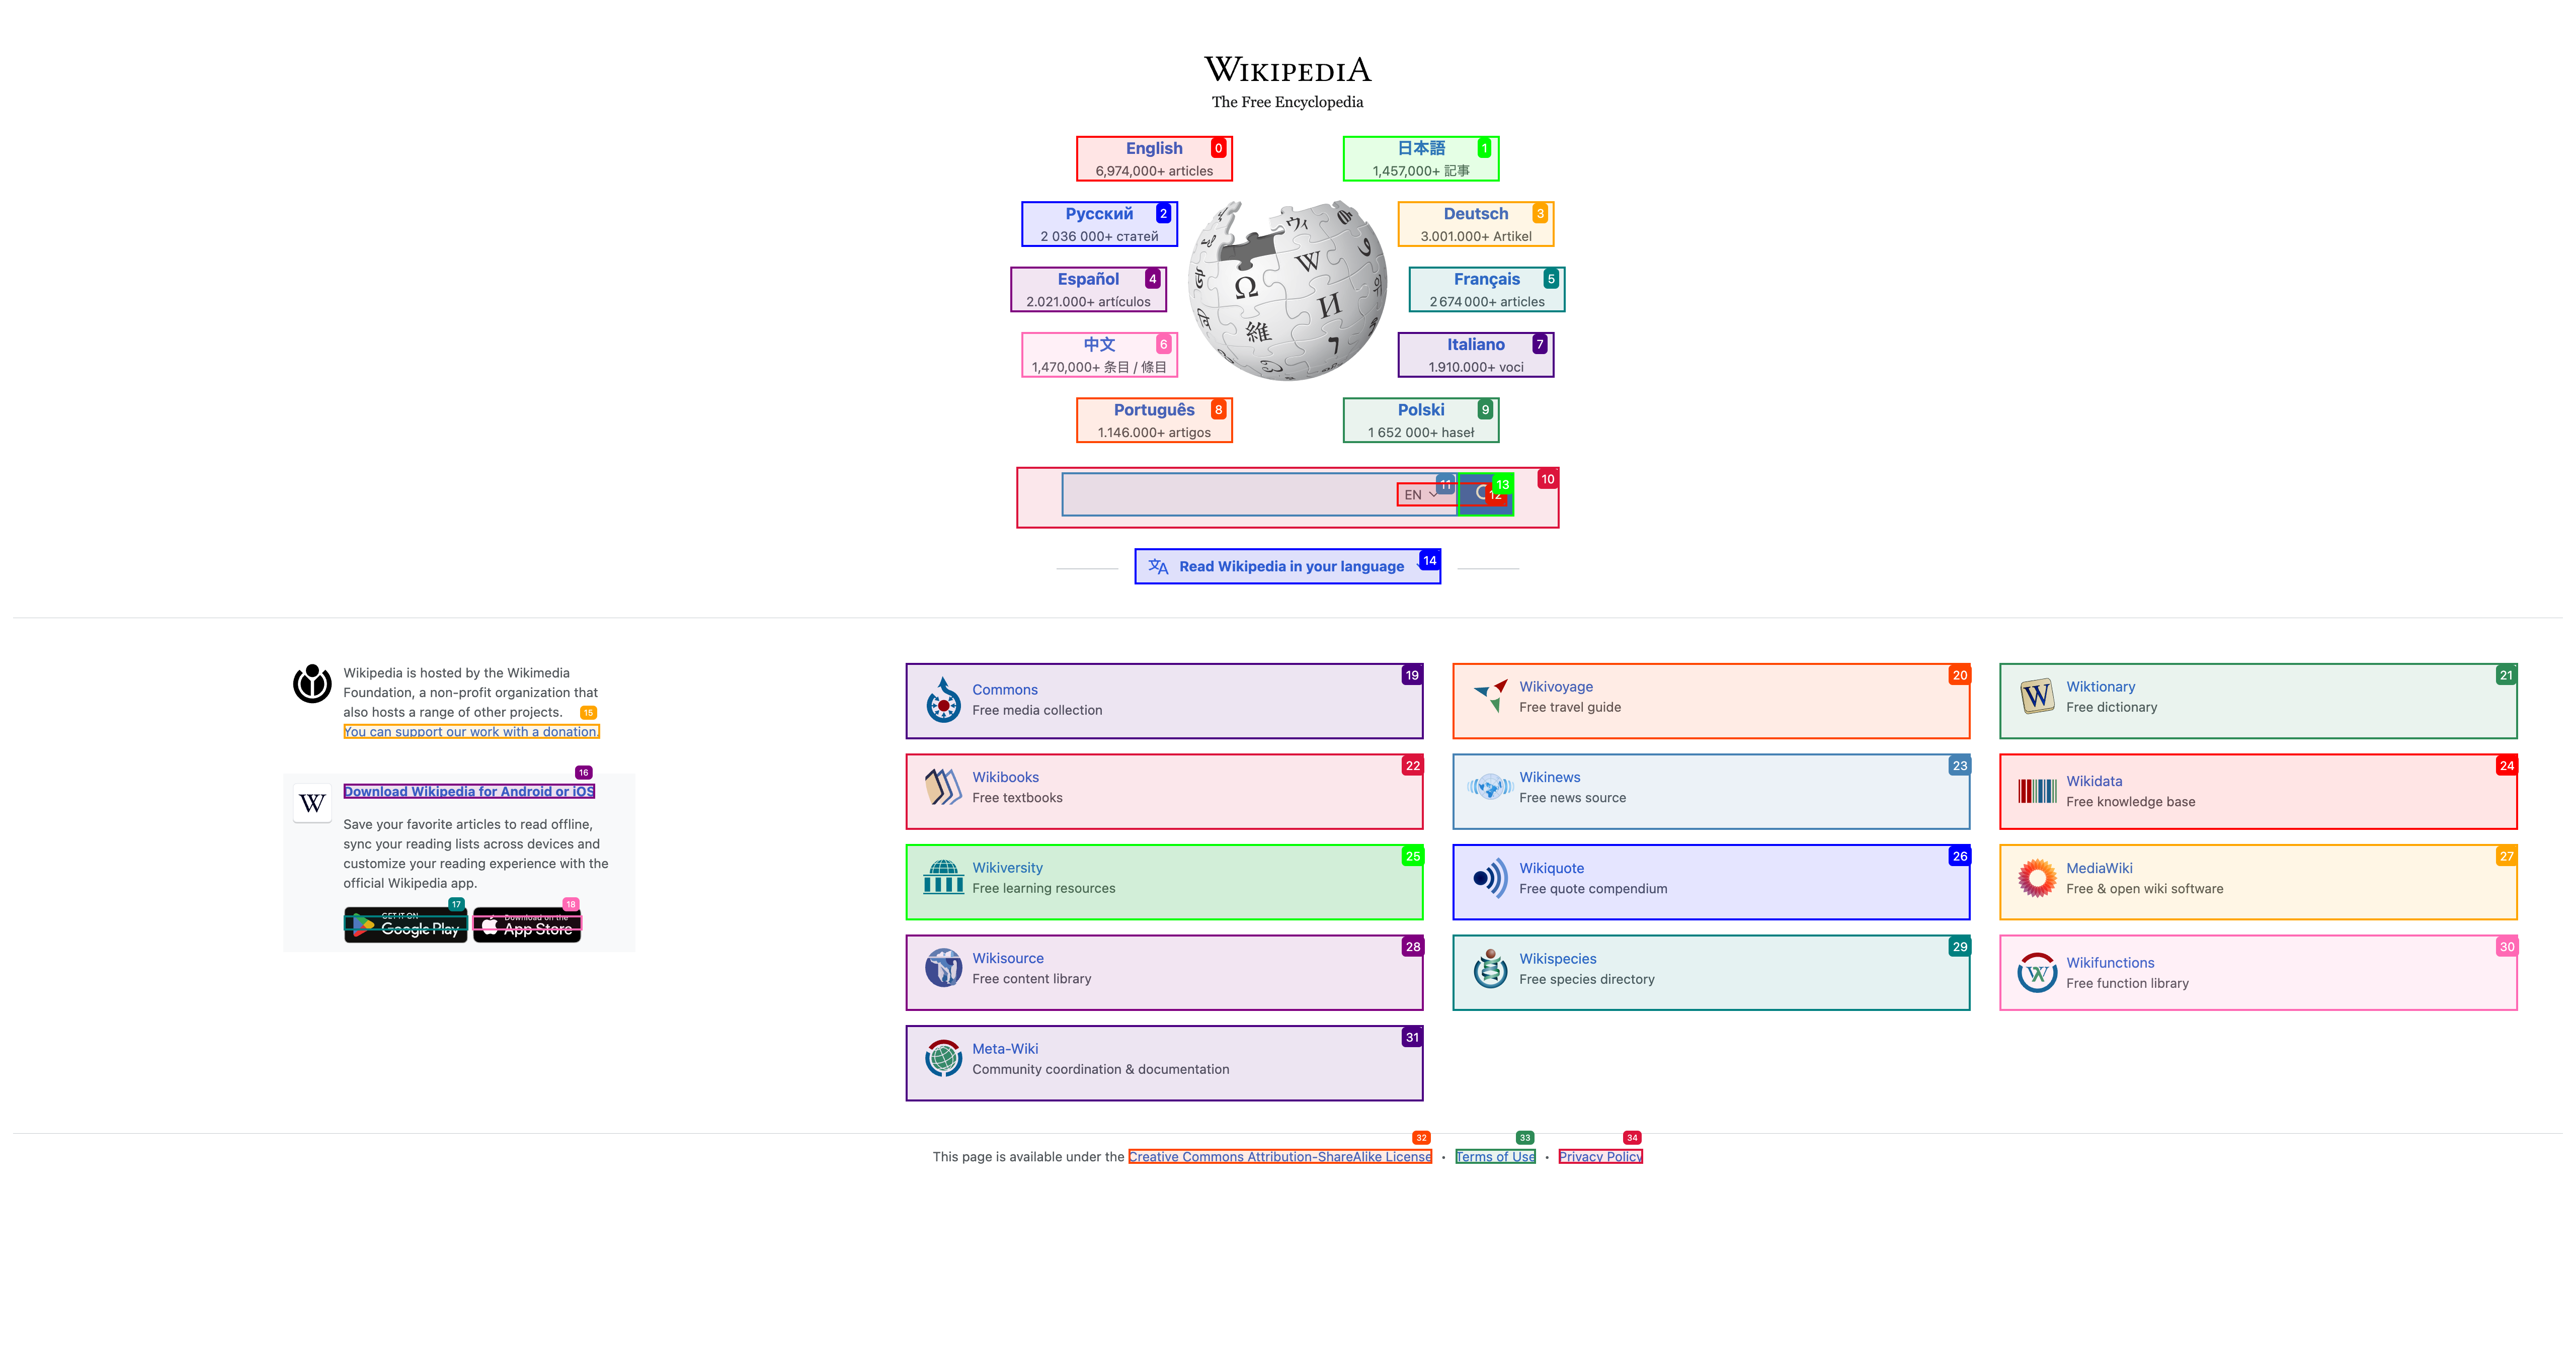 WIKIPEDIA
The Free Encyclopedia
English 0
6,974,000+ articles
日本語 1
1,457,000+ 記事
Русский 2
2 036 000+ статей
Deutsch 3
3.001.000+ Artikel
Español 4
2.021.000+ artículos
Français 5
2 674 000+ articles
中文 6
1,470,000+ 条目 / 條目
Italiano 7
1.910.000+ voci
Português 8
1.146.000+ artigos
Polski 9
1 652 000+ haseł
10
EN 11 12 13
Read Wikipedia in your language 14
Wikipedia is hosted by the Wikimedia
Foundation, a non-profit organization that
also hosts a range of other projects. 15
You can support our work with a donation.
16
Download Wikipedia for Android or iOS
Save your favorite articles to read offline,
sync your reading lists across devices and
customize your reading experience with the
official Wikipedia app.
17 18
GET IT ON
Google Play
Download on the
App Store
Commons 19
Free media collection
Wikivoyage 20
Free travel guide
Wiktionary 21
Free dictionary
Wikibooks 22
Free textbooks
Wikinews 23
Free news source
Wikidata 24
Free knowledge base
Wikiversity 25
Free learning resources
Wikiquote 26
Free quote compendium
MediaWiki 27
Free & open wiki software
Wikisource 28
Free content library
Wikispecies 29
Free species directory
Wikifunctions 30
Free function library
Meta-Wiki 31
Community coordination & documentation
32 33 34
This page is available under the Creative Commons Attribution-ShareAlike License • Terms of Use • Privacy Policy